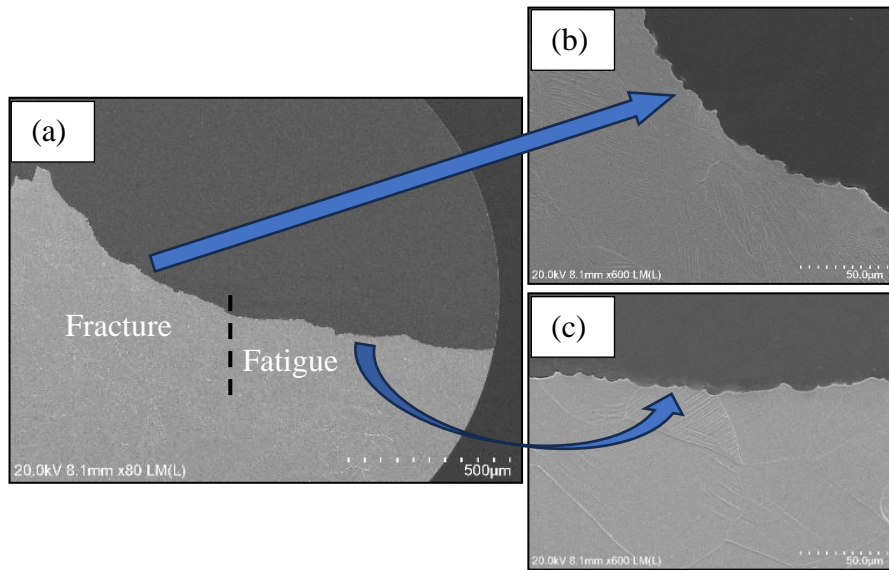 (a)
Fracture
Fatigue
20.0kV 8.1mm x80 LM(L)
500µm
(b)
20.0kV 8.1mm x600 LM(L)
50.0µm
(c)
20.0kV 8.1mm x600 LM(L)
50.0µm